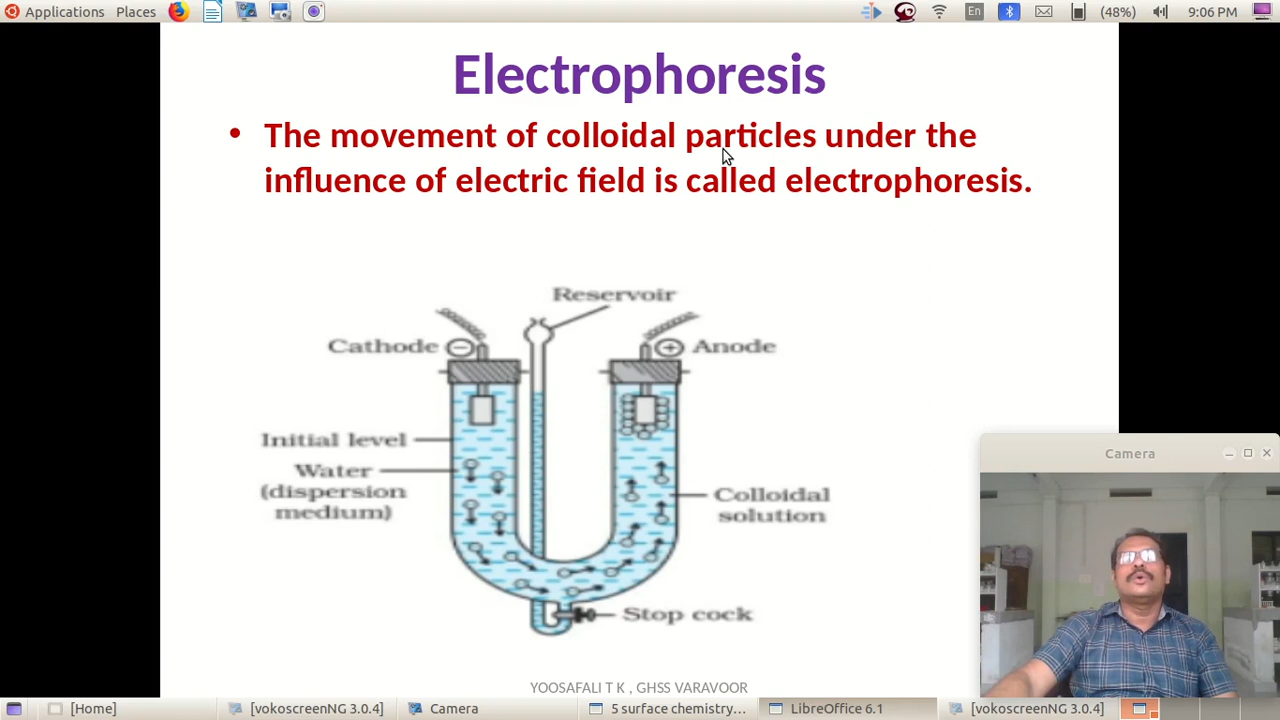 Applications Places En (48%) 9:06 PM
Electrophoresis
• The movement of colloidal particles under the
influence of electric field is called electrophoresis.
Reservoir
Cathode − + Anode
Initial level
Water
(dispersion
medium)
Colloidal
solution
Stop cock
Camera
YOOSAFALI T K , GHSS VARAVOOR
[Home] [vokoscreenNG 3.0.4] Camera 5 surface chemistry... LibreOffice 6.1 [vokoscreenNG 3.0.4]